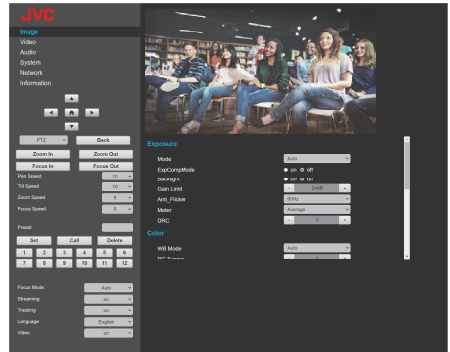 JVC
Image
Video
Audio
System
Network
Information
PTZ Back
Zoom In Zoom Out
Focus In Focus Out
Pan Speed 10
Tilt Speed 10
Zoom Speed 5
Focus Speed 5
Preset
Set Call Delete
1 2 3 4 5 6
7 8 9 10 11 12
Focus Mode Auto
Streaming on
Tracking on
Language English
Video on
Exposure
Mode Auto
ExpCompMode on off
Backlight on off
Gain Limit - 24dB +
Anti_Flicker 60Hz
Meter Average
DRC - 0 +
Color
WB Mode Auto